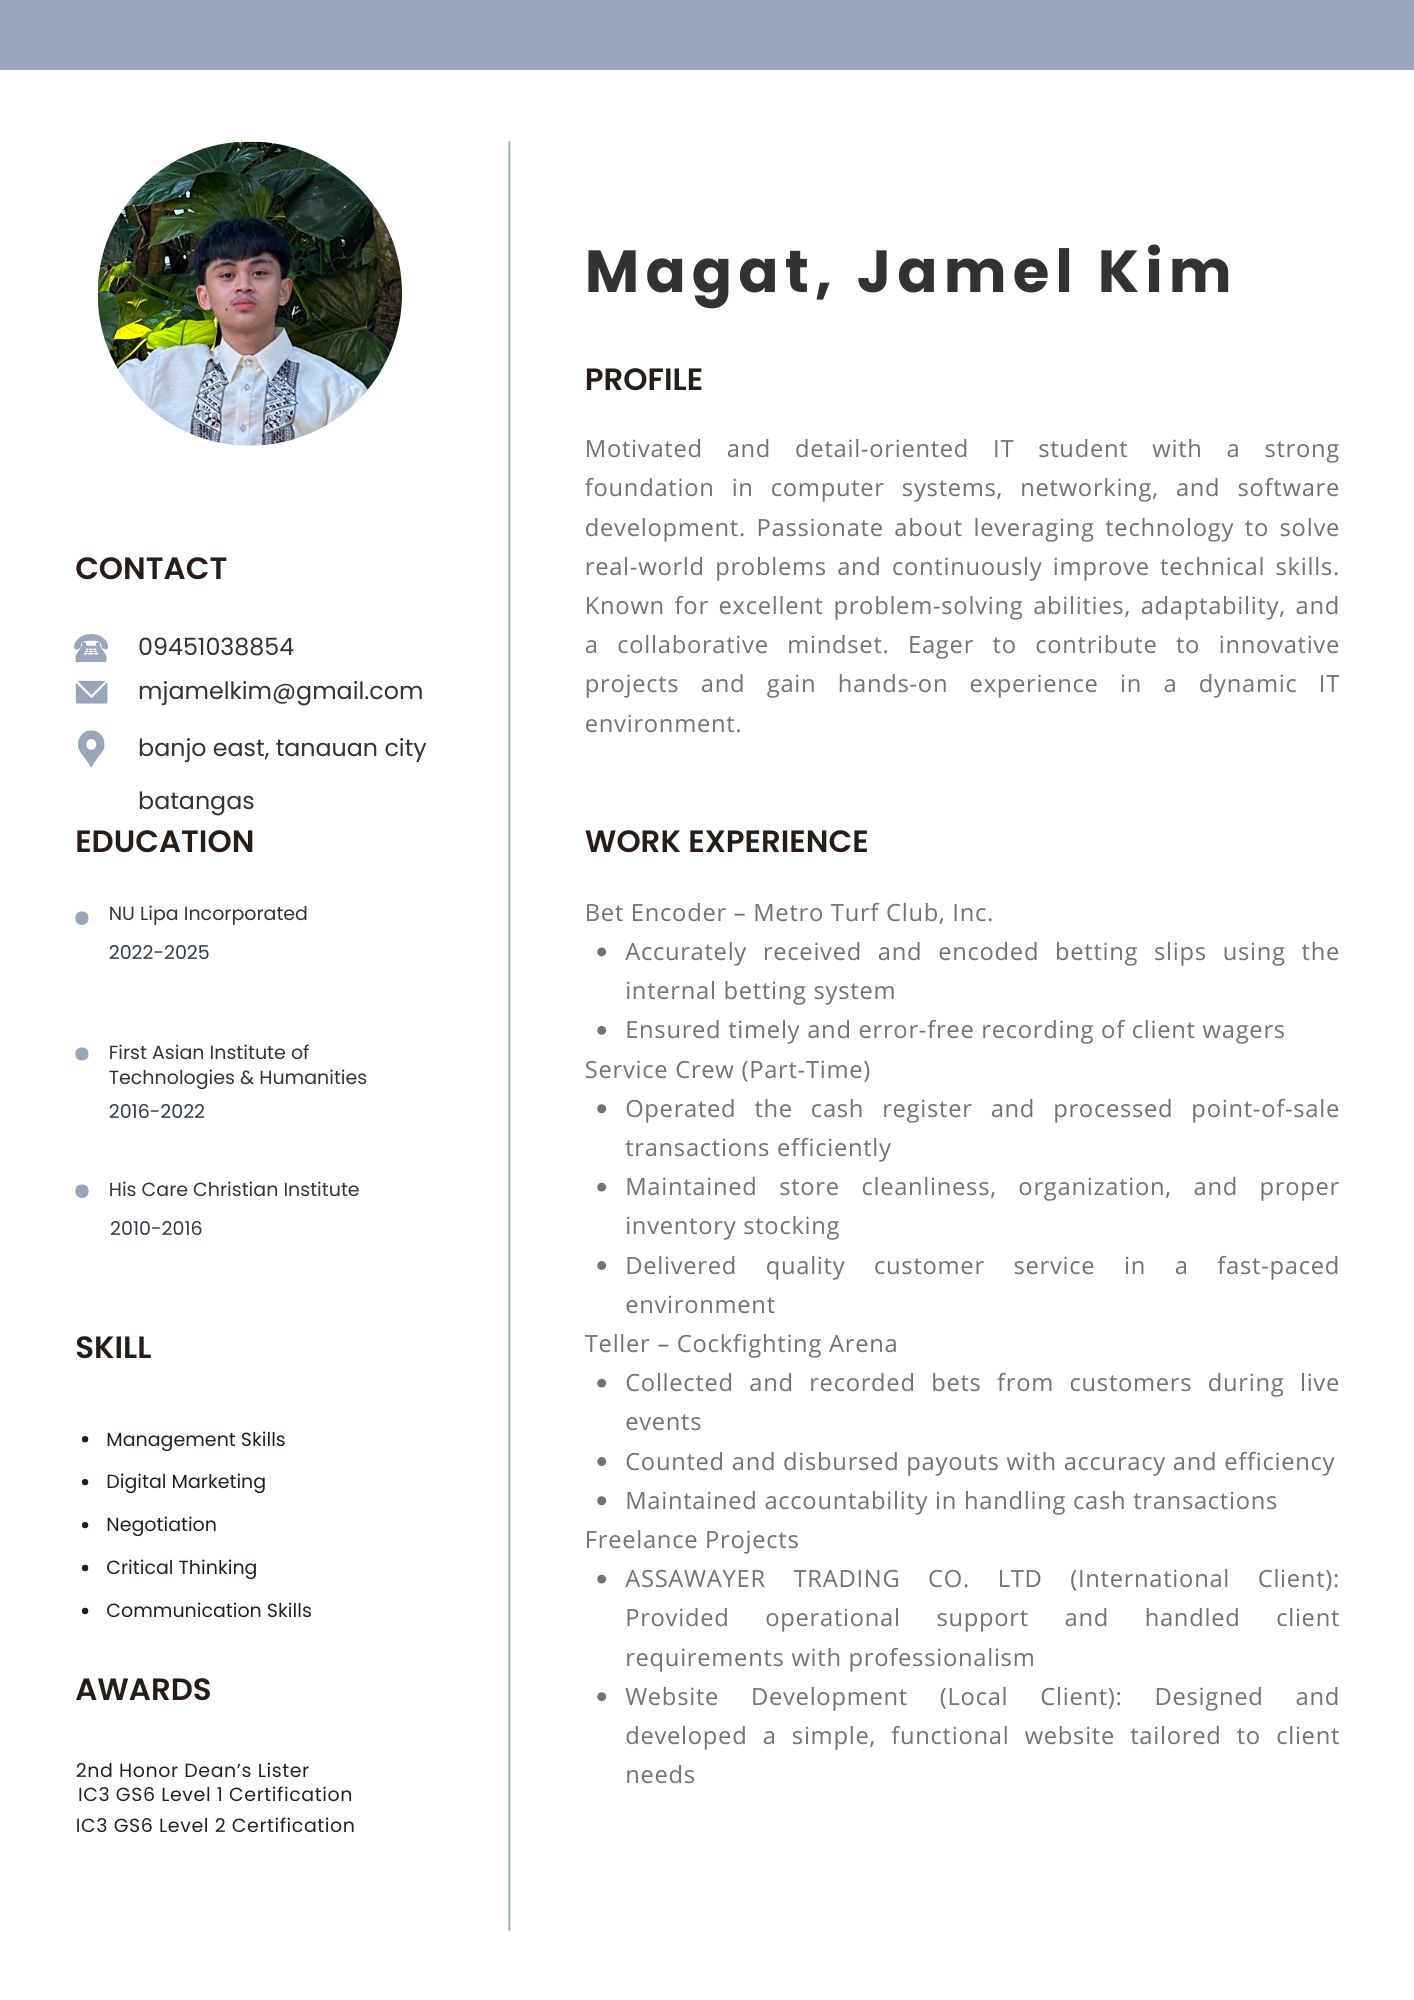 Magat, Jamel Kim
PROFILE
Motivated and detail-oriented IT student with a strong
foundation in computer systems, networking, and software
development. Passionate about leveraging technology to solve
real-world problems and continuously improve technical skills.
Known for excellent problem-solving abilities, adaptability, and
a collaborative mindset. Eager to contribute to innovative
projects and gain hands-on experience in a dynamic IT
environment.
CONTACT
09451038854
mjamelkim@gmail.com
banjo east, tanauan city
batangas
EDUCATION
NU Lipa Incorporated
2022-2025
First Asian Institute of
Technologies & Humanities
2016-2022
His Care Christian Institute
2010-2016
SKILL
• Management Skills
• Digital Marketing
• Negotiation
• Critical Thinking
• Communication Skills
AWARDS
2nd Honor Dean’s Lister
IC3 GS6 Level 1 Certification
IC3 GS6 Level 2 Certification
WORK EXPERIENCE
Bet Encoder – Metro Turf Club, Inc.
• Accurately received and encoded betting slips using the
internal betting system
• Ensured timely and error-free recording of client wagers
Service Crew (Part-Time)
• Operated the cash register and processed point-of-sale
transactions efficiently
• Maintained store cleanliness, organization, and proper
inventory stocking
• Delivered quality customer service in a fast-paced
environment
Teller – Cockfighting Arena
• Collected and recorded bets from customers during live
events
• Counted and disbursed payouts with accuracy and efficiency
• Maintained accountability in handling cash transactions
Freelance Projects
• ASSAWAYER TRADING CO. LTD (International Client):
Provided operational support and handled client
requirements with professionalism
• Website Development (Local Client): Designed and
developed a simple, functional website tailored to client
needs